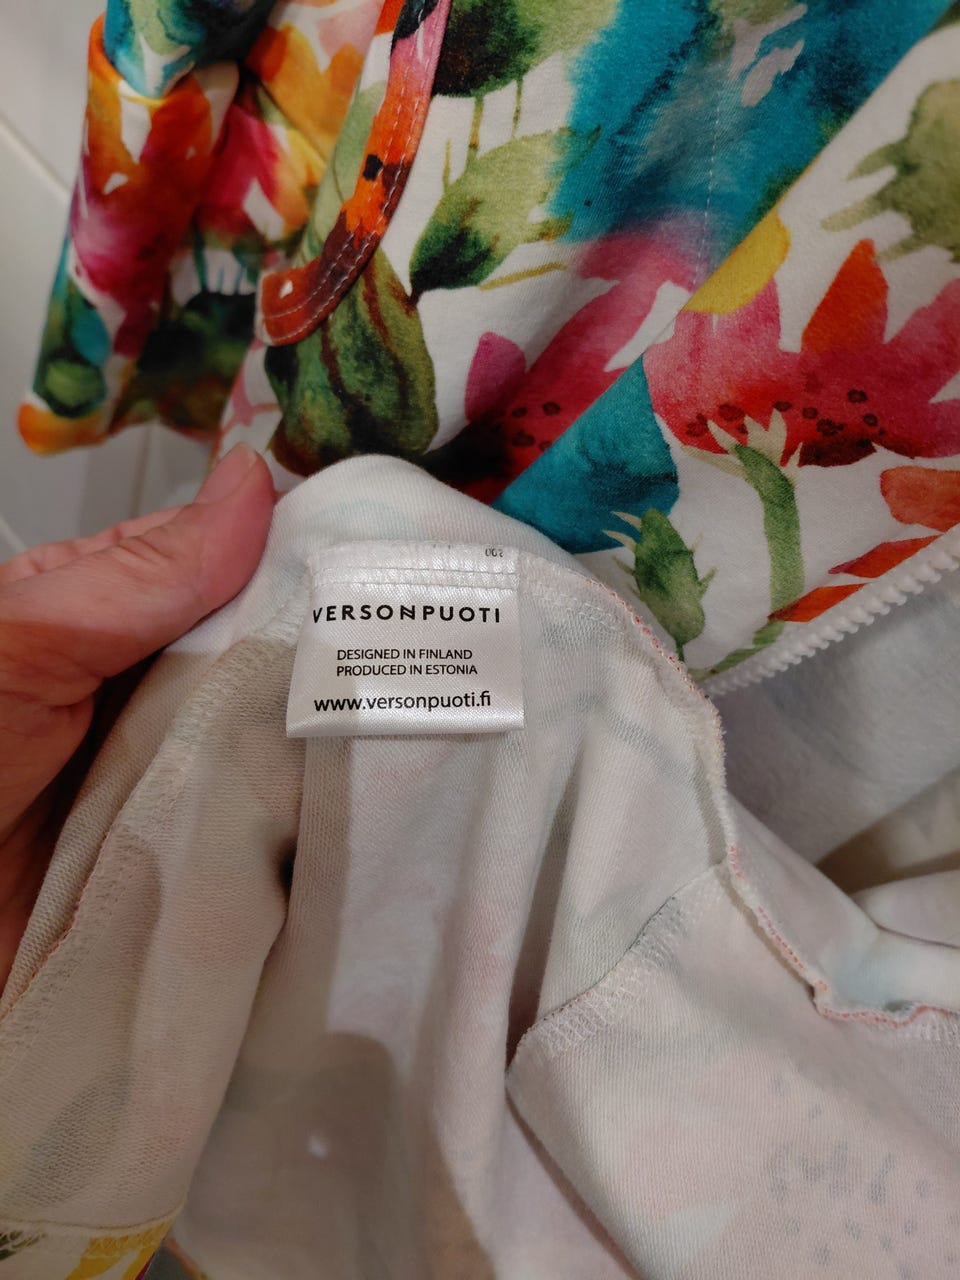 VERSONPUOTI
DESIGNED IN FINLAND
PRODUCED IN ESTONIA
www.versonpuoti.fi